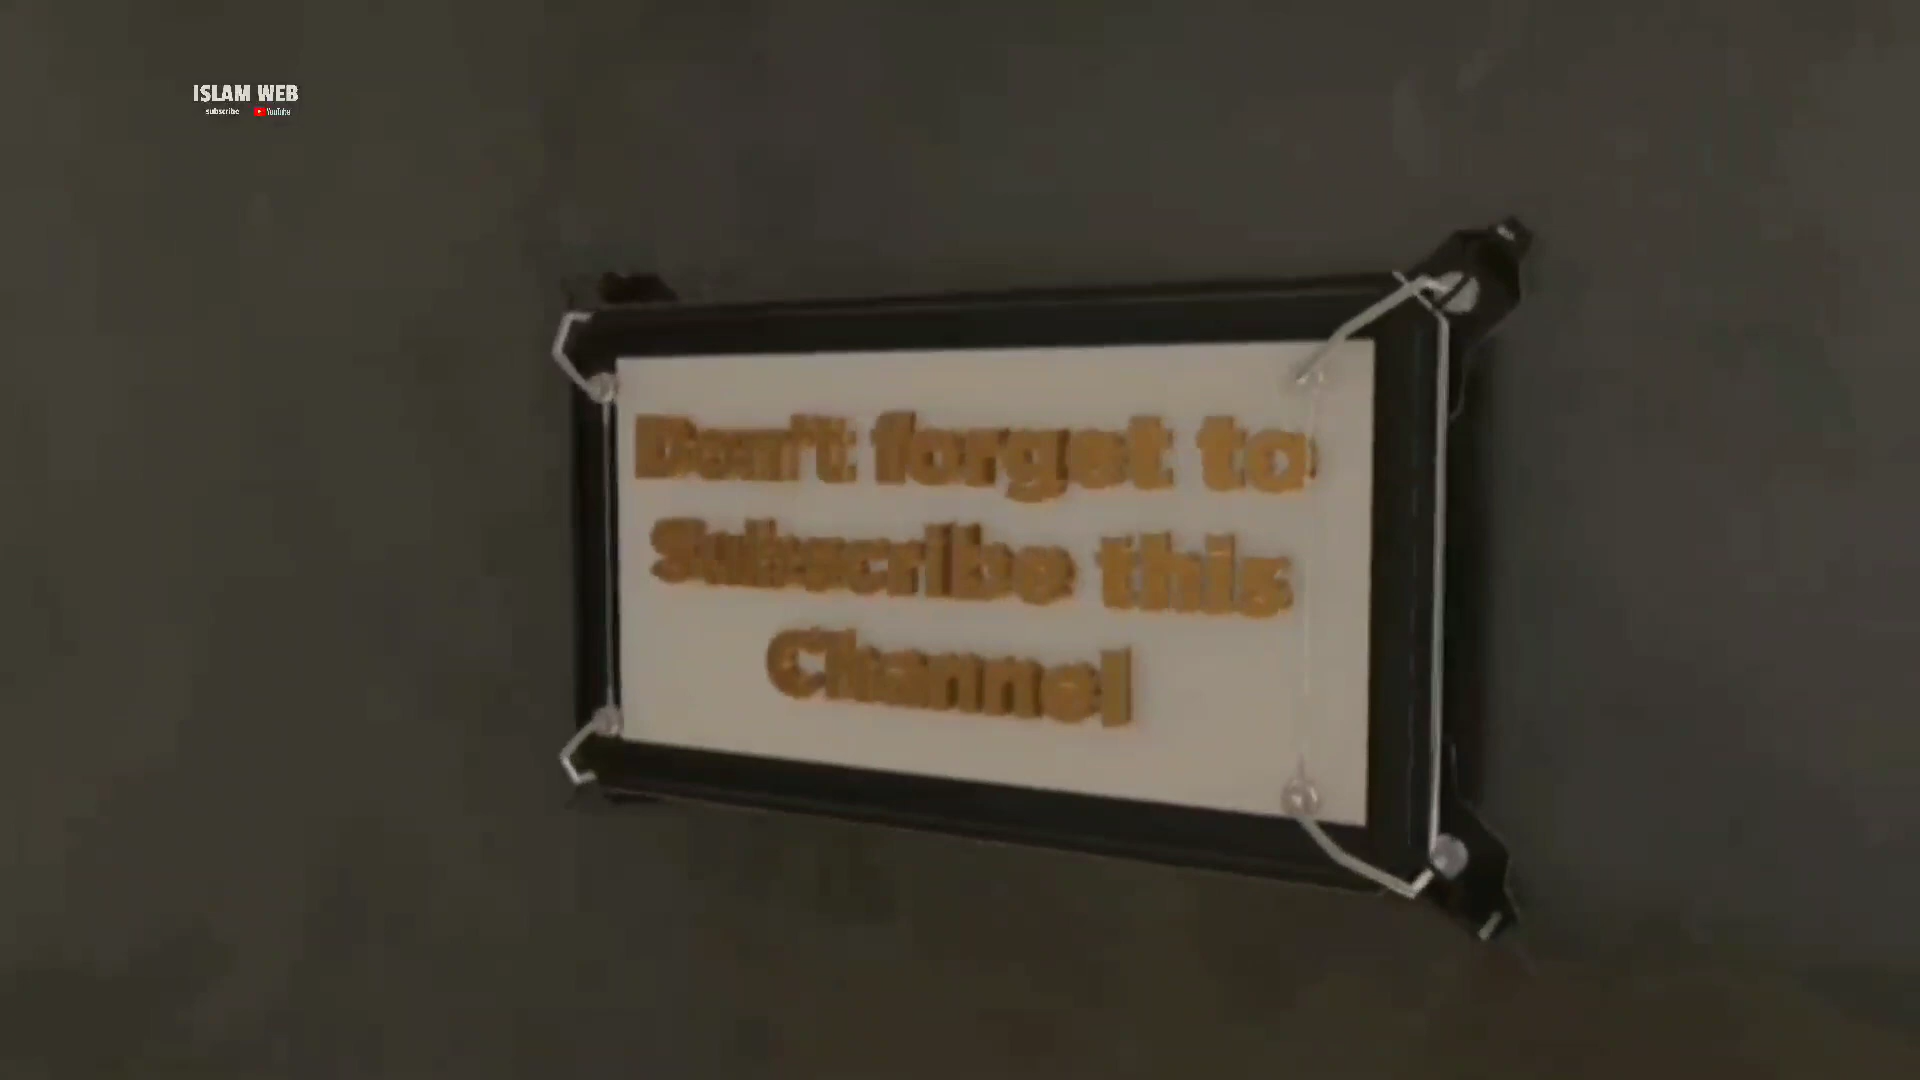 ISLAM WEB
subscribe YouTube
Don't forget to
Subscribe this
Channel